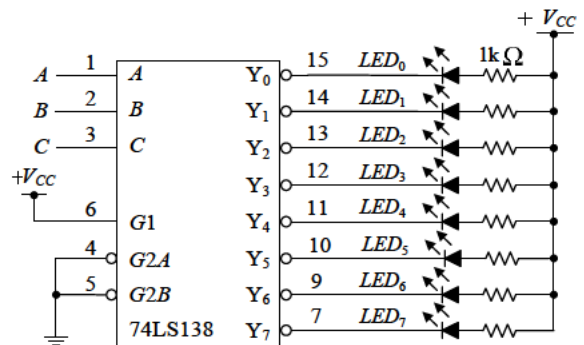 + VCC
A 1 A Y0 15 LED0 1kΩ
B 2 B Y1 14 LED1
C 3 C Y2 13 LED2
+VCC Y3 12 LED3
6 G1 Y4 11 LED4
4 G2A Y5 10 LED5
5 G2B Y6 9 LED6
74LS138 Y7 7 LED7